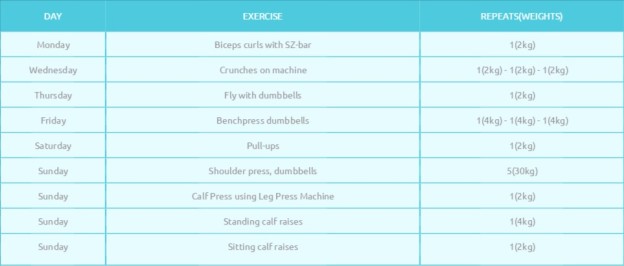 DAY EXERCISE REPEATS(WEIGHTS)
Monday Biceps curls with SZ-bar 1(2kg)
Wednesday Crunches on machine 1(2kg) - 1(2kg) - 1(2kg)
Thursday Fly with dumbbells 1(2kg)
Friday Benchpress dumbbells 1(4kg) - 1(4kg) - 1(4kg)
Saturday Pull-ups 1(2kg)
Sunday Shoulder press, dumbbells 5(30kg)
Sunday Calf Press using Leg Press Machine 1(2kg)
Sunday Standing calf raises 1(4kg)
Sunday Sitting calf raises 1(2kg)